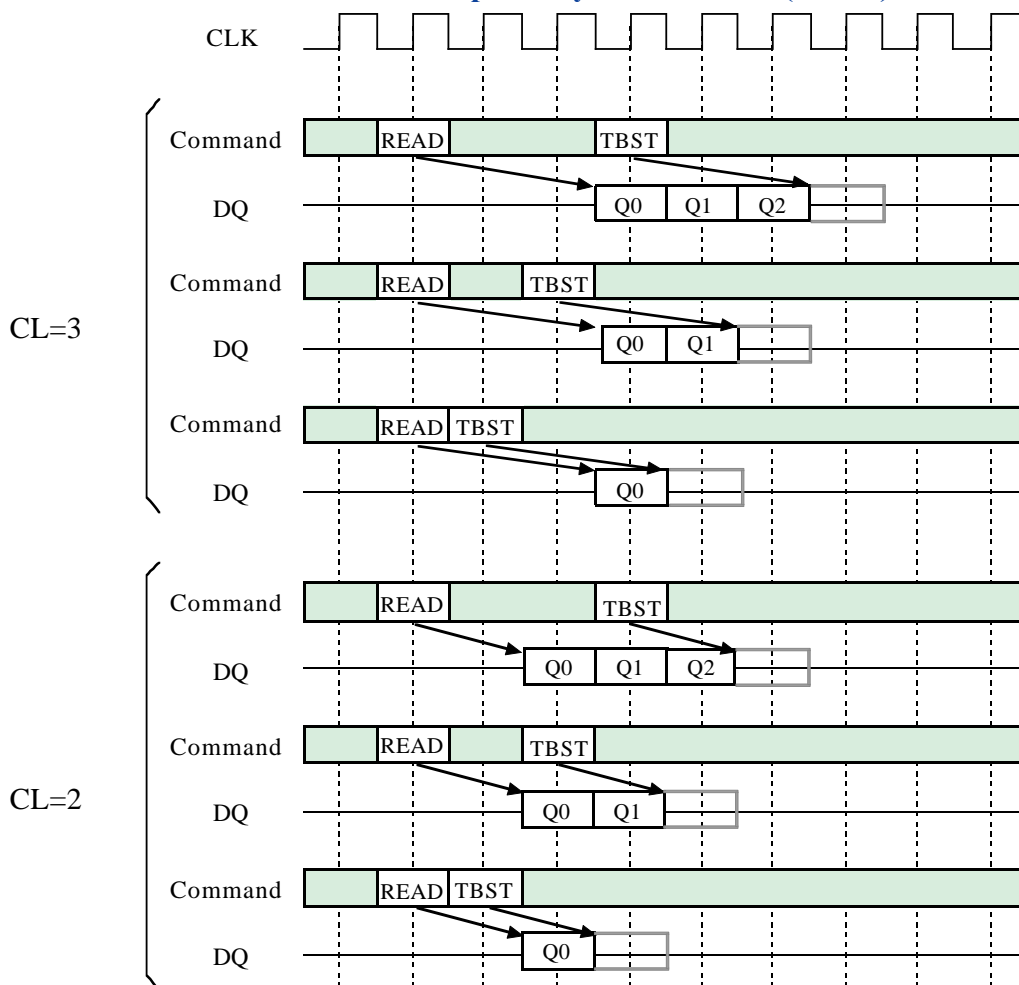 CLK
Command READ TBST
DQ Q0 Q1 Q2
Command READ TBST
CL=3
DQ Q0 Q1
Command READ TBST
DQ Q0
Command READ TBST
DQ Q0 Q1 Q2
Command READ TBST
CL=2
DQ Q0 Q1
Command READ TBST
DQ Q0